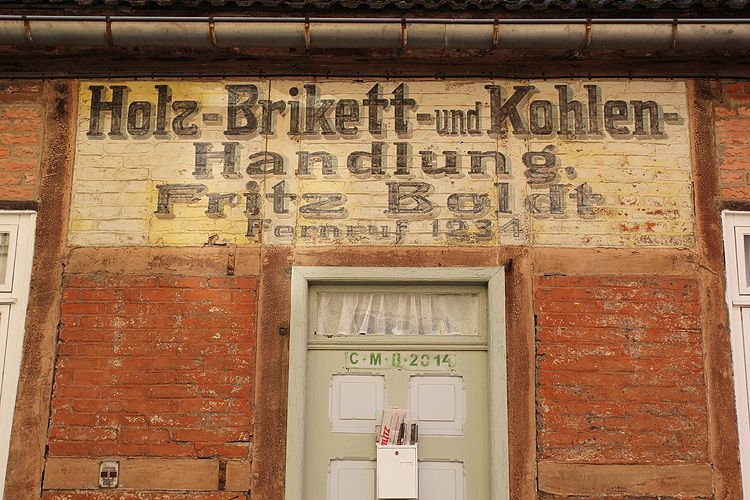 Holz-Brikett-und Kohlen-
Handlung,
Fritz Boldt
Fernruf 1234
C+M+B+2014